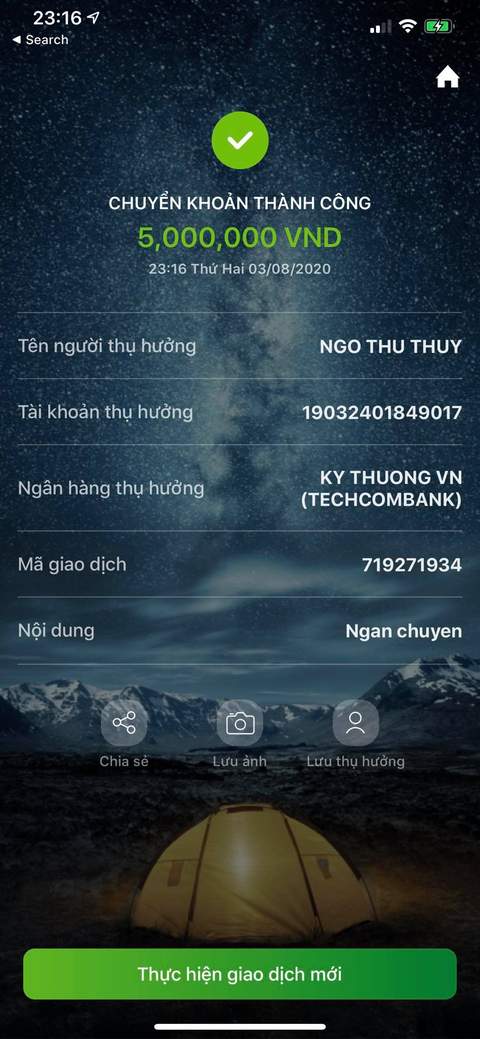 23:16
◀ Search
CHUYỂN KHOẢN THÀNH CÔNG
5,000,000 VND
23:16 Thứ Hai 03/08/2020
Tên người thụ hưởng
NGO THU THUY
Tài khoản thụ hưởng
19032401849017
Ngân hàng thụ hưởng
KY THUONG VN
(TECHCOMBANK)
Mã giao dịch
719271934
Nội dung
Ngan chuyen
Chia sẻ
Lưu ảnh
Lưu thụ hưởng
Thực hiện giao dịch mới